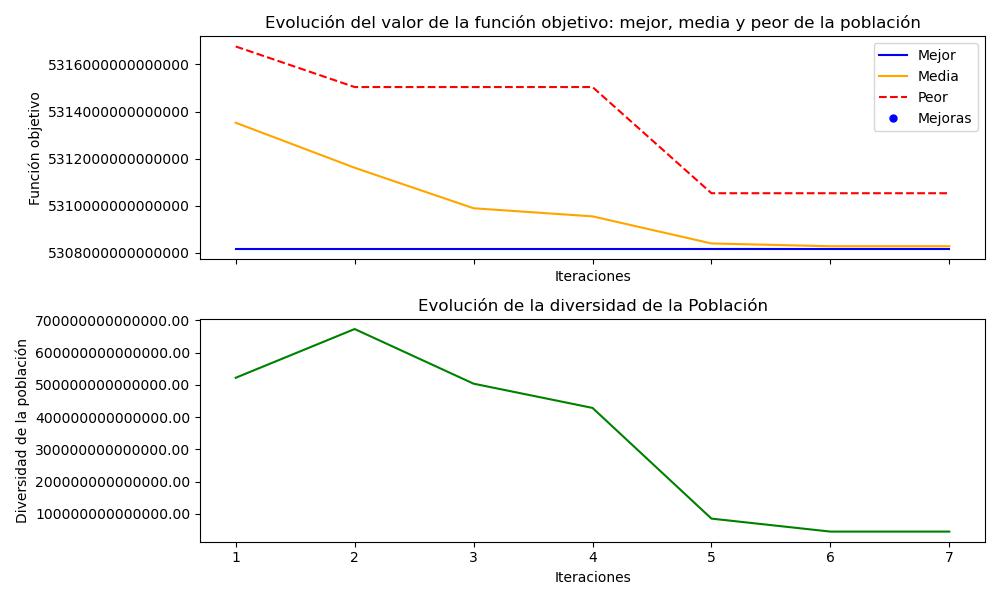 Evolución del valor de la función objetivo: mejor, media y peor de la población
Función objetivo
5316000000000000
5314000000000000
5312000000000000
5310000000000000
5308000000000000
Mejor
Media
Peor
Mejoras
Iteraciones
Evolución de la diversidad de la Población
Diversidad de la población
700000000000000.00
600000000000000.00
500000000000000.00
400000000000000.00
300000000000000.00
200000000000000.00
100000000000000.00
1 2 3 4 5 6 7
Iteraciones